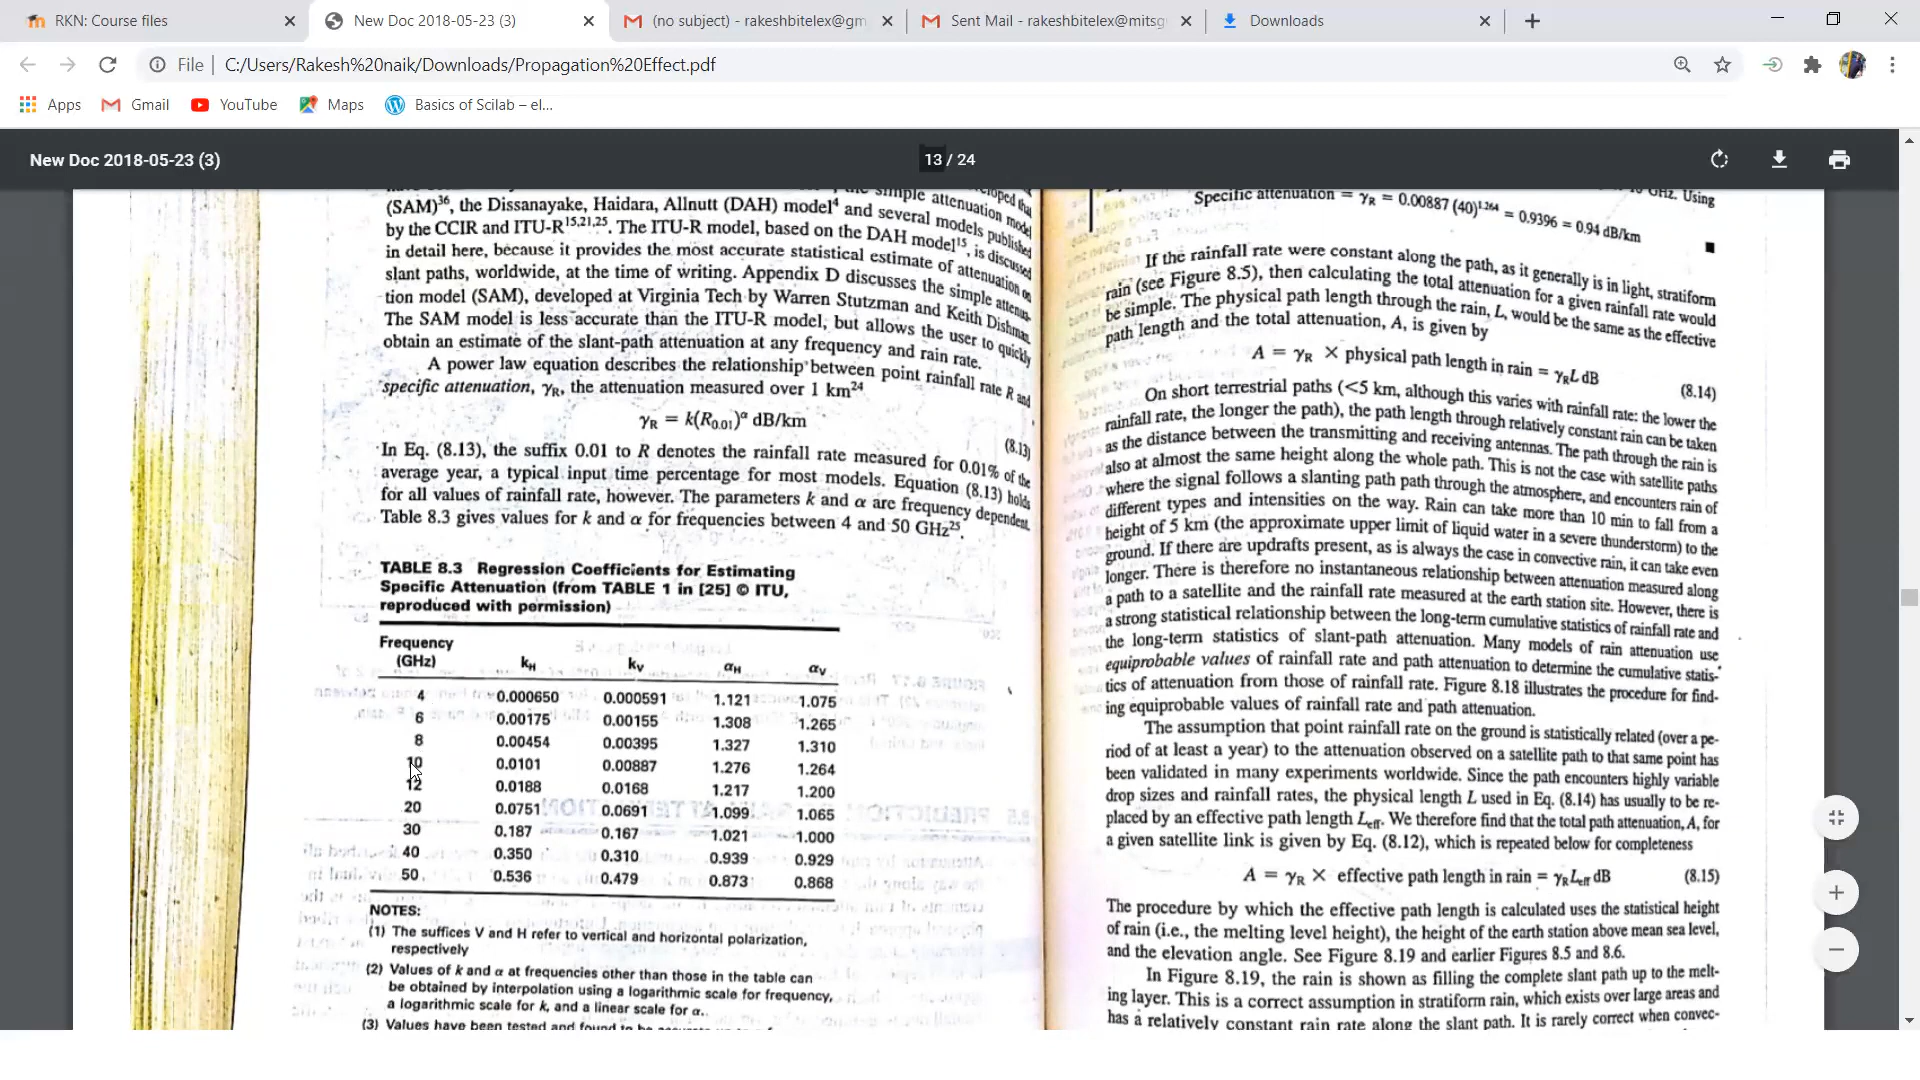 RKN: Course files
New Doc 2018-05-23 (3)
(no subject) - rakeshbitelex@gm
Sent Mail - rakeshbitelex@mitsg
Downloads
File | C:/Users/Rakesh%20naik/Downloads/Propagation%20Effect.pdf
Apps
Gmail
YouTube
Maps
Basics of Scilab – el...
New Doc 2018-05-23 (3)
13 / 24
the simple attenuation model
(SAM)36, the Dissanayake, Haidara, Allnutt (DAH) model4 and several models published
by the CCIR and ITU-R15,21,25. The ITU-R model, based on the DAH model15, is discussed
in detail here, because it provides the most accurate statistical estimate of attenuation on
slant paths, worldwide, at the time of writing. Appendix D discusses the simple attenua-
tion model (SAM), developed at Virginia Tech by Warren Stutzman and Keith Dishman.
The SAM model is less accurate than the ITU-R model, but allows the user to quickly
obtain an estimate of the slant-path attenuation at any frequency and rain rate.
A power law equation describes the relationship between point rainfall rate R and
specific attenuation, γR, the attenuation measured over 1 km24
γR = k(R0.01)α dB/km
(8.13)
In Eq. (8.13), the suffix 0.01 to R denotes the rainfall rate measured for 0.01% of the
average year, a typical input time percentage for most models. Equation (8.13) holds
for all values of rainfall rate, however. The parameters k and α are frequency dependent.
Table 8.3 gives values for k and α for frequencies between 4 and 50 GHz25.
TABLE 8.3 Regression Coefficients for Estimating
Specific Attenuation (from TABLE 1 in [25] © ITU,
reproduced with permission)
Frequency
(GHz) kH kV αH αV
4 0.000650 0.000591 1.121 1.075
6 0.00175 0.00155 1.308 1.265
8 0.00454 0.00395 1.327 1.310
10 0.0101 0.00887 1.276 1.264
12 0.0188 0.0168 1.217 1.200
20 0.0751 0.0691 1.099 1.065
30 0.187 0.167 1.021 1.000
40 0.350 0.310 0.939 0.929
50 0.536 0.479 0.873 0.868
NOTES:
(1) The suffices V and H refer to vertical and horizontal polarization,
respectively
(2) Values of k and α at frequencies other than those in the table can
be obtained by interpolation using a logarithmic scale for frequency,
a logarithmic scale for k, and a linear scale for α.
(3) Values have been tested and found to be
GHz. Using
Specific attenuation = γR = 0.00887 (40)1.264 = 0.9396 = 0.94 dB/km
If the rainfall rate were constant along the path, as it generally is in light, stratiform
rain (see Figure 8.5), then calculating the total attenuation for a given rainfall rate would
be simple. The physical path length through the rain, L, would be the same as the effective
path length and the total attenuation, A, is given by
A = γR × physical path length in rain = γRL dB
(8.14)
On short terrestrial paths (<5 km, although this varies with rainfall rate: the lower the
rainfall rate, the longer the path), the path length through relatively constant rain can be taken
as the distance between the transmitting and receiving antennas. The path through the rain is
also at almost the same height along the whole path. This is not the case with satellite paths
where the signal follows a slanting path path through the atmosphere, and encounters rain of
different types and intensities on the way. Rain can take more than 10 min to fall from a
height of 5 km (the approximate upper limit of liquid water in a severe thunderstorm) to the
ground. If there are updrafts present, as is always the case in convective rain, it can take even
longer. There is therefore no instantaneous relationship between attenuation measured along
a path to a satellite and the rainfall rate measured at the earth station site. However, there is
a strong statistical relationship between the long-term cumulative statistics of rainfall rate and
the long-term statistics of slant-path attenuation. Many models of rain attenuation use
equiprobable values of rainfall rate and path attenuation to determine the cumulative statis-
tics of attenuation from those of rainfall rate. Figure 8.18 illustrates the procedure for find-
ing equiprobable values of rainfall rate and path attenuation.
The assumption that point rainfall rate on the ground is statistically related (over a pe-
riod of at least a year) to the attenuation observed on a satellite path to that same point has
been validated in many experiments worldwide. Since the path encounters highly variable
drop sizes and rainfall rates, the physical length L used in Eq. (8.14) has usually to be re-
placed by an effective path length Leff. We therefore find that the total path attenuation, A, for
a given satellite link is given by Eq. (8.12), which is repeated below for completeness
A = γR × effective path length in rain = γRLeff dB (8.15)
The procedure by which the effective path length is calculated uses the statistical height
of rain (i.e., the melting level height), the height of the earth station above mean sea level,
and the elevation angle. See Figure 8.19 and earlier Figures 8.5 and 8.6.
In Figure 8.19, the rain is shown as filling the complete slant path up to the melt-
ing layer. This is a correct assumption in stratiform rain, which exists over large areas and
has a relatively constant rain rate along the slant path. It is rarely correct when convec-